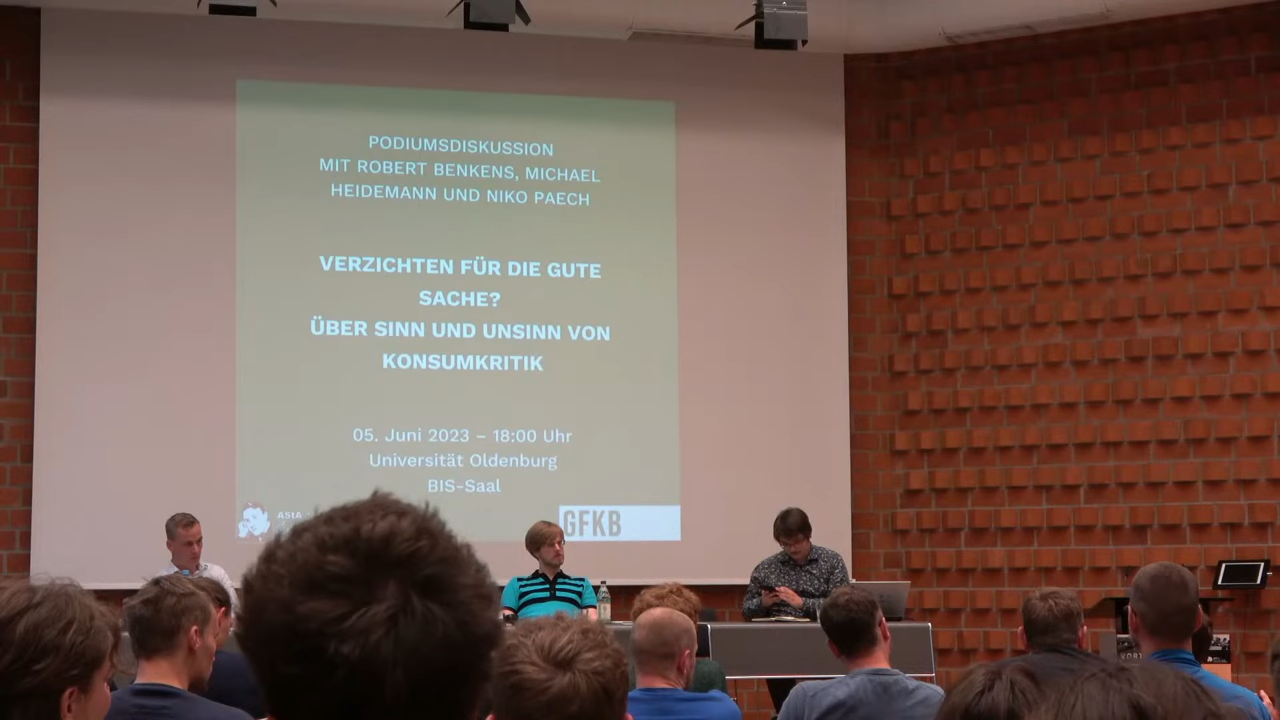 PODIUMSDISKUSSION
MIT ROBERT BENKENS, MICHAEL
HEIDEMANN UND NIKO PAECH
VERZICHTEN FÜR DIE GUTE
SACHE?
ÜBER SINN UND UNSINN VON
KONSUMKRITIK
05. Juni 2023 – 18:00 Uhr
Universität Oldenburg
BIS-Saal
AStA
GFKB